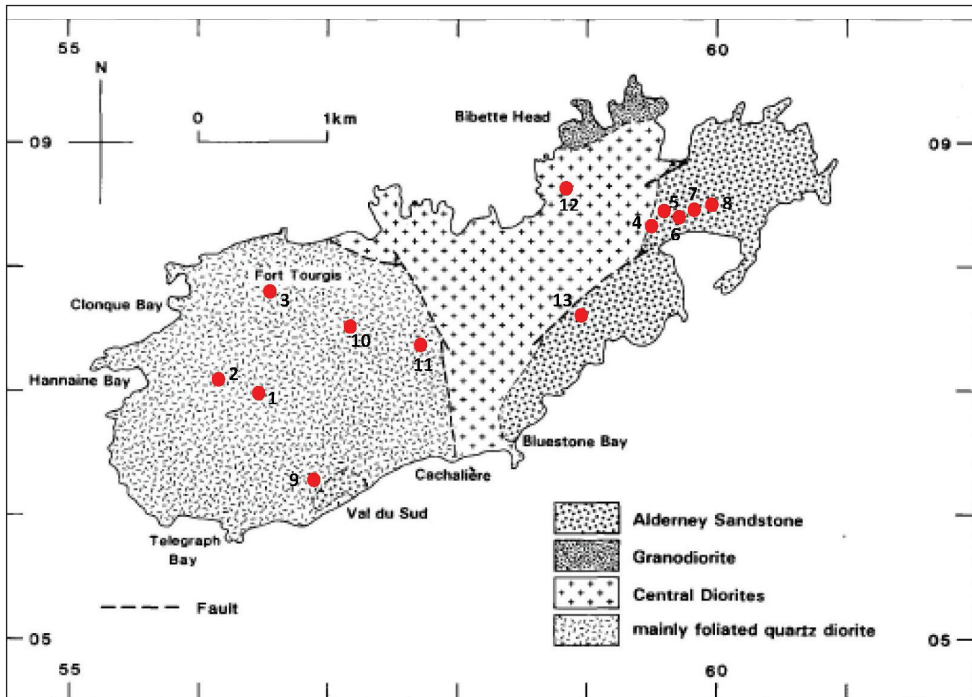 55
60
N
0
1km
Bibette Head
09
09
12
5
7
8
4
6
Fort Tourgis
Clonque Bay
3
13
10
11
Hannaine Bay
2
1
Bluestone Bay
Cachalière
9
Val du Sud
Telegraph
Bay
Fault
Alderney Sandstone
Granodiorite
Central Diorites
mainly foliated quartz diorite
05
05
55
60